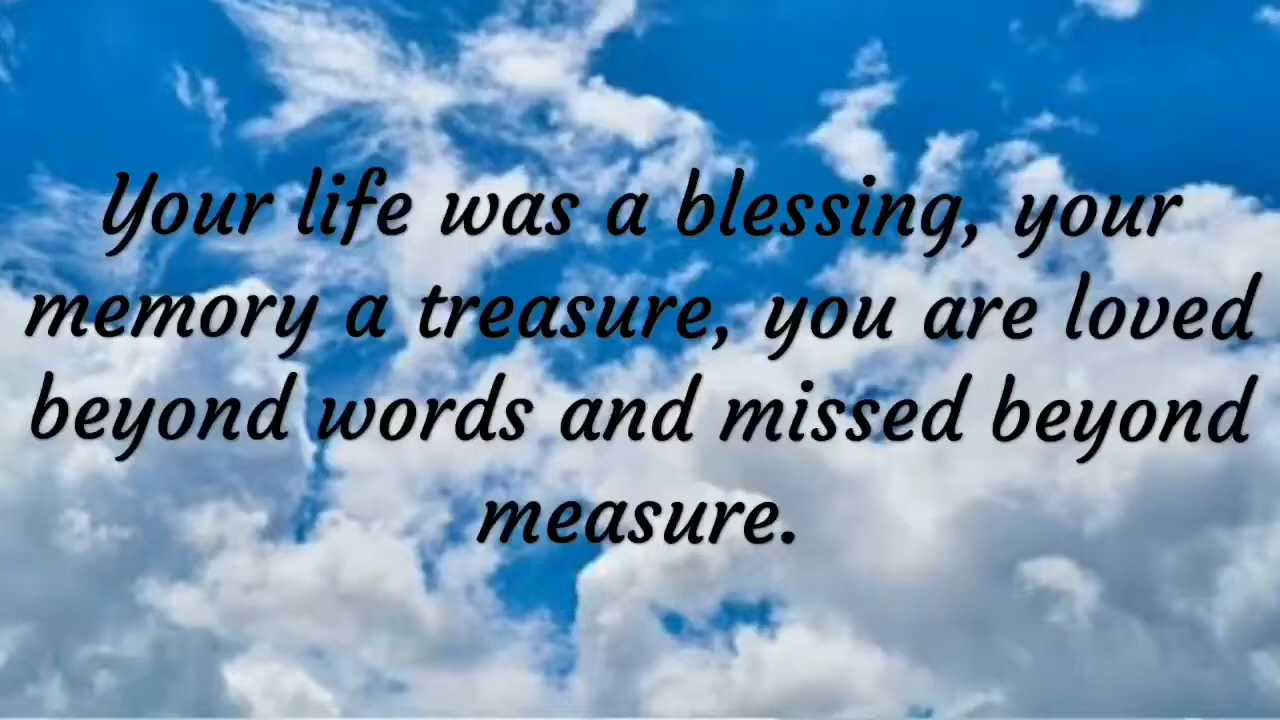 Your life was a blessing, your
memory a treasure, you are loved
beyond words and missed beyond
measure.